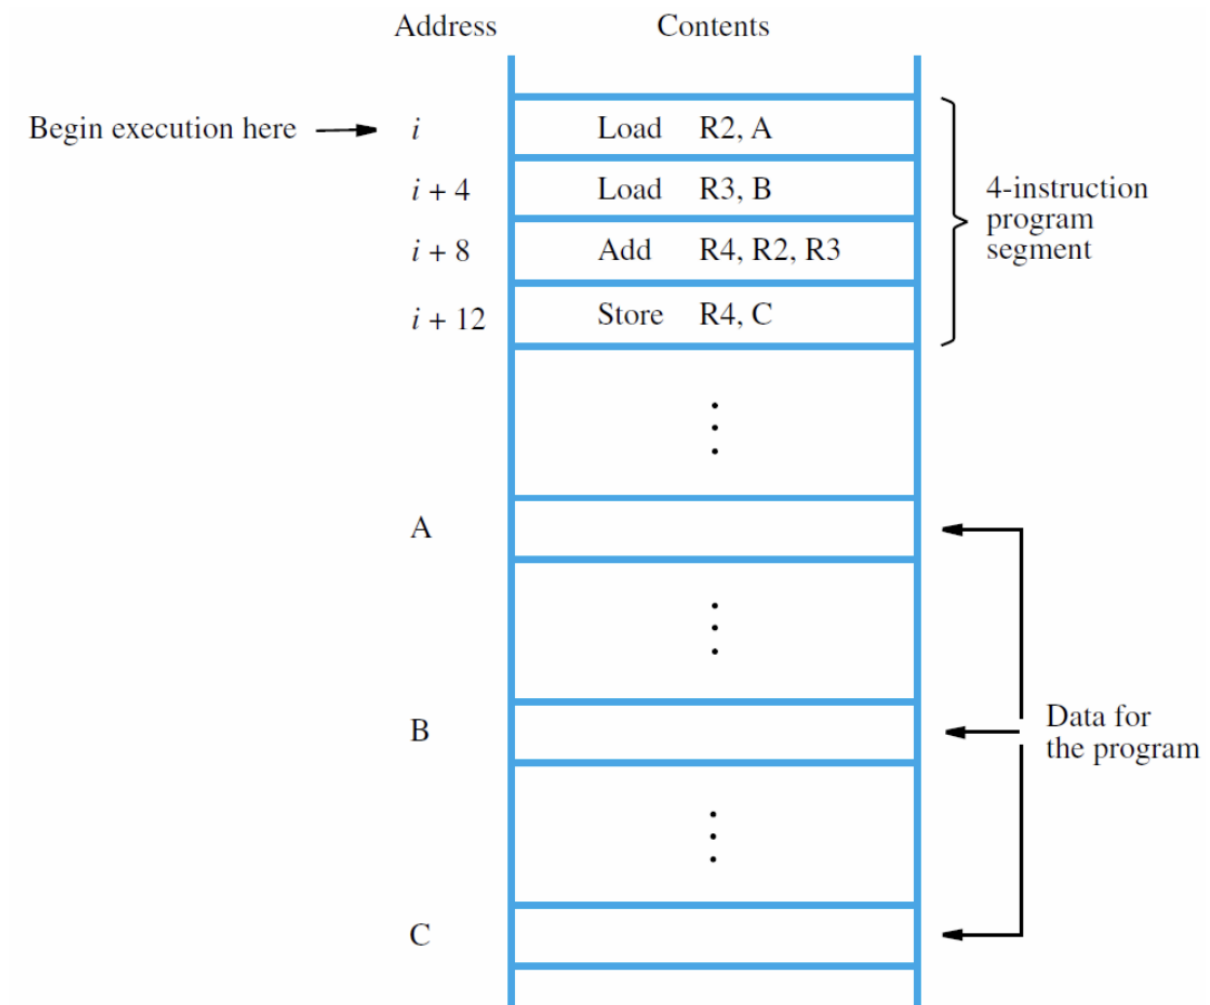 Address Contents
Begin execution here i Load R2, A
i + 4 Load R3, B
i + 8 Add R4, R2, R3
i + 12 Store R4, C
4-instruction
program
segment
A
B
Data for
the program
C